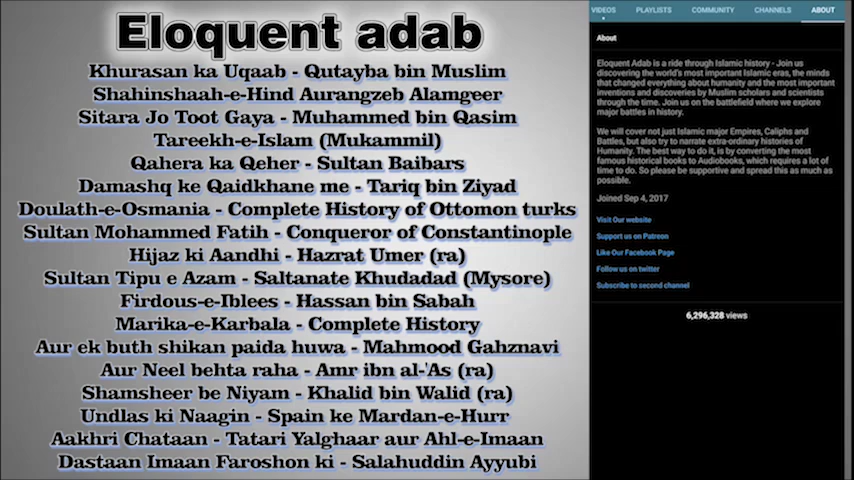 Eloquent adab
Khurasan ka Uqaab - Qutayba bin Muslim
Shahinshaah-e-Hind Aurangzeb Alamgeer
Sitara Jo Toot Gaya - Muhammed bin Qasim
Tareekh-e-Islam (Mukammil)
Qahera ka Qeher - Sultan Baibars
Damashq ke Qaidkhane me - Tariq bin Ziyad
Doulath-e-Osmania - Complete History of Ottomon turks
Sultan Mohammed Fatih - Conqueror of Constantinople
Hijaz ki Aandhi - Hazrat Umer (ra)
Sultan Tipu e Azam - Saltanate Khudadad (Mysore)
Firdous-e-Iblees - Hassan bin Sabah
Marika-e-Karbala - Complete History
Aur ek buth shikan paida huwa - Mahmood Gahznavi
Aur Neel behta raha - Amr ibn al-'As (ra)
Shamsheer be Niyam - Khalid bin Walid (ra)
Undlas ki Naagin - Spain ke Mardan-e-Hurr
Aakhri Chataan - Tatari Yalghaar aur Ahl-e-Imaan
Dastaan Imaan Faroshon ki - Salahuddin Ayyubi
VIDEOS PLAYLISTS COMMUNITY CHANNELS ABOUT
About
Eloquent Adab is a ride through Islamic history - Join us
discovering the world's most important Islamic eras, the minds
that changed everything about humanity and the most important
inventions and discoveries by Muslim scholars and scientists
through the time. Join us on the battlefield where we explore
major battles in history.
We will cover not just Islamic major Empires, Caliphs and
Battles, but also try to narrate extra-ordinary histories of
Humanity. The best way to do it, is by converting the most
famous historical books to Audiobooks, which requires a lot of
time to do. So please be supportive and spread this as much as
possible.
Joined Sep 4, 2017
Visit Our website
Support us on Patreon
Like Our Facebook Page
Follow us on twitter
Subscribe to second channel
6,296,328 views